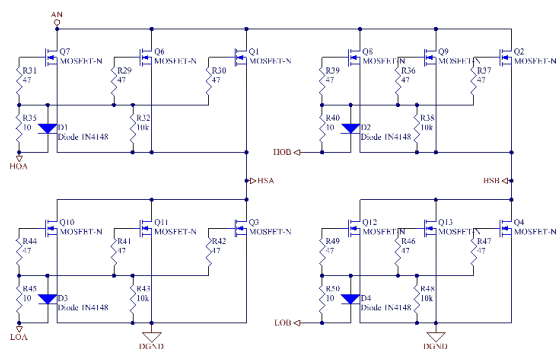 AN
Q7
MOSFET-N
Q6
MOSFET-N
Q1
MOSFET-N
Q8
MOSFET-N
Q9
MOSFET-N
Q2
MOSFET-N
R31
47
R29
47
R30
47
R39
47
R36
47
R37
47
R35
10
D1
Diode 1N4148
R32
10k
R40
10
D2
Diode 1N4148
R38
10k
HOA
HOB
HSA
HSB
Q10
MOSFET-N
Q11
MOSFET-N
Q3
MOSFET-N
Q12
MOSFET-N
Q13
MOSFET-N
Q4
MOSFET-N
R44
47
R41
47
R42
47
R49
47
R46
47
R47
47
R45
10
D3
Diode 1N4148
R43
10k
R50
10
D4
Diode 1N4148
R48
10k
LOA
LOB
DGND
DGND